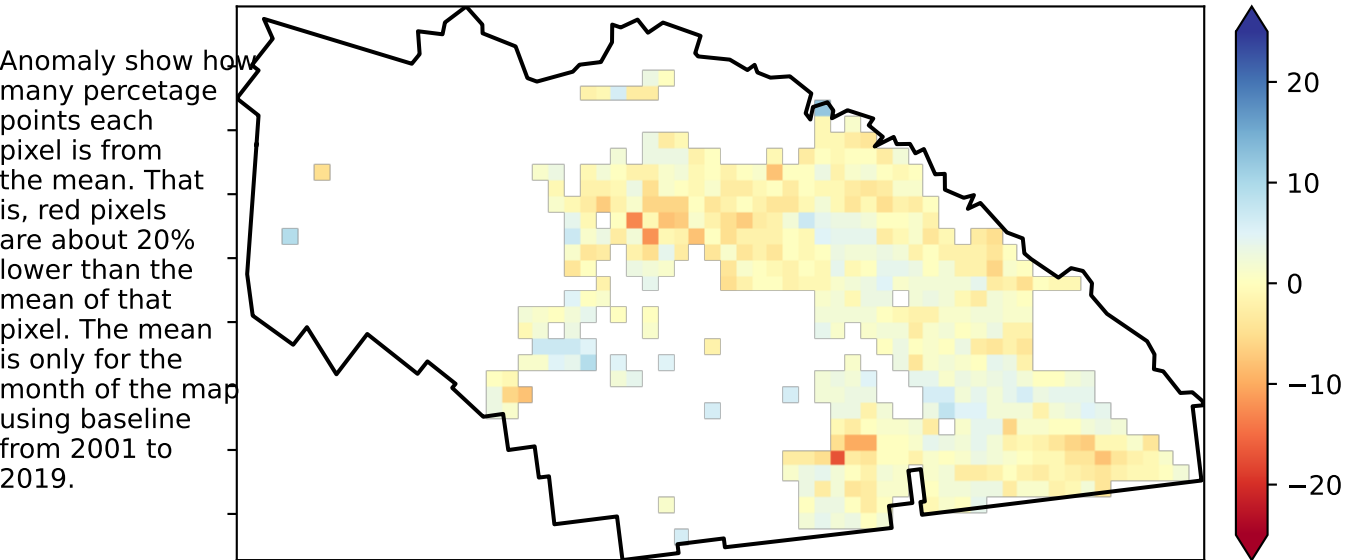 Anomaly show how
many percetage
points each
pixel is from
the mean. That
is, red pixels
are about 20%
lower than the
mean of that
pixel. The mean
is only for the
month of the map
using baseline
from 2001 to
2019.
20
10
0
−10
−20